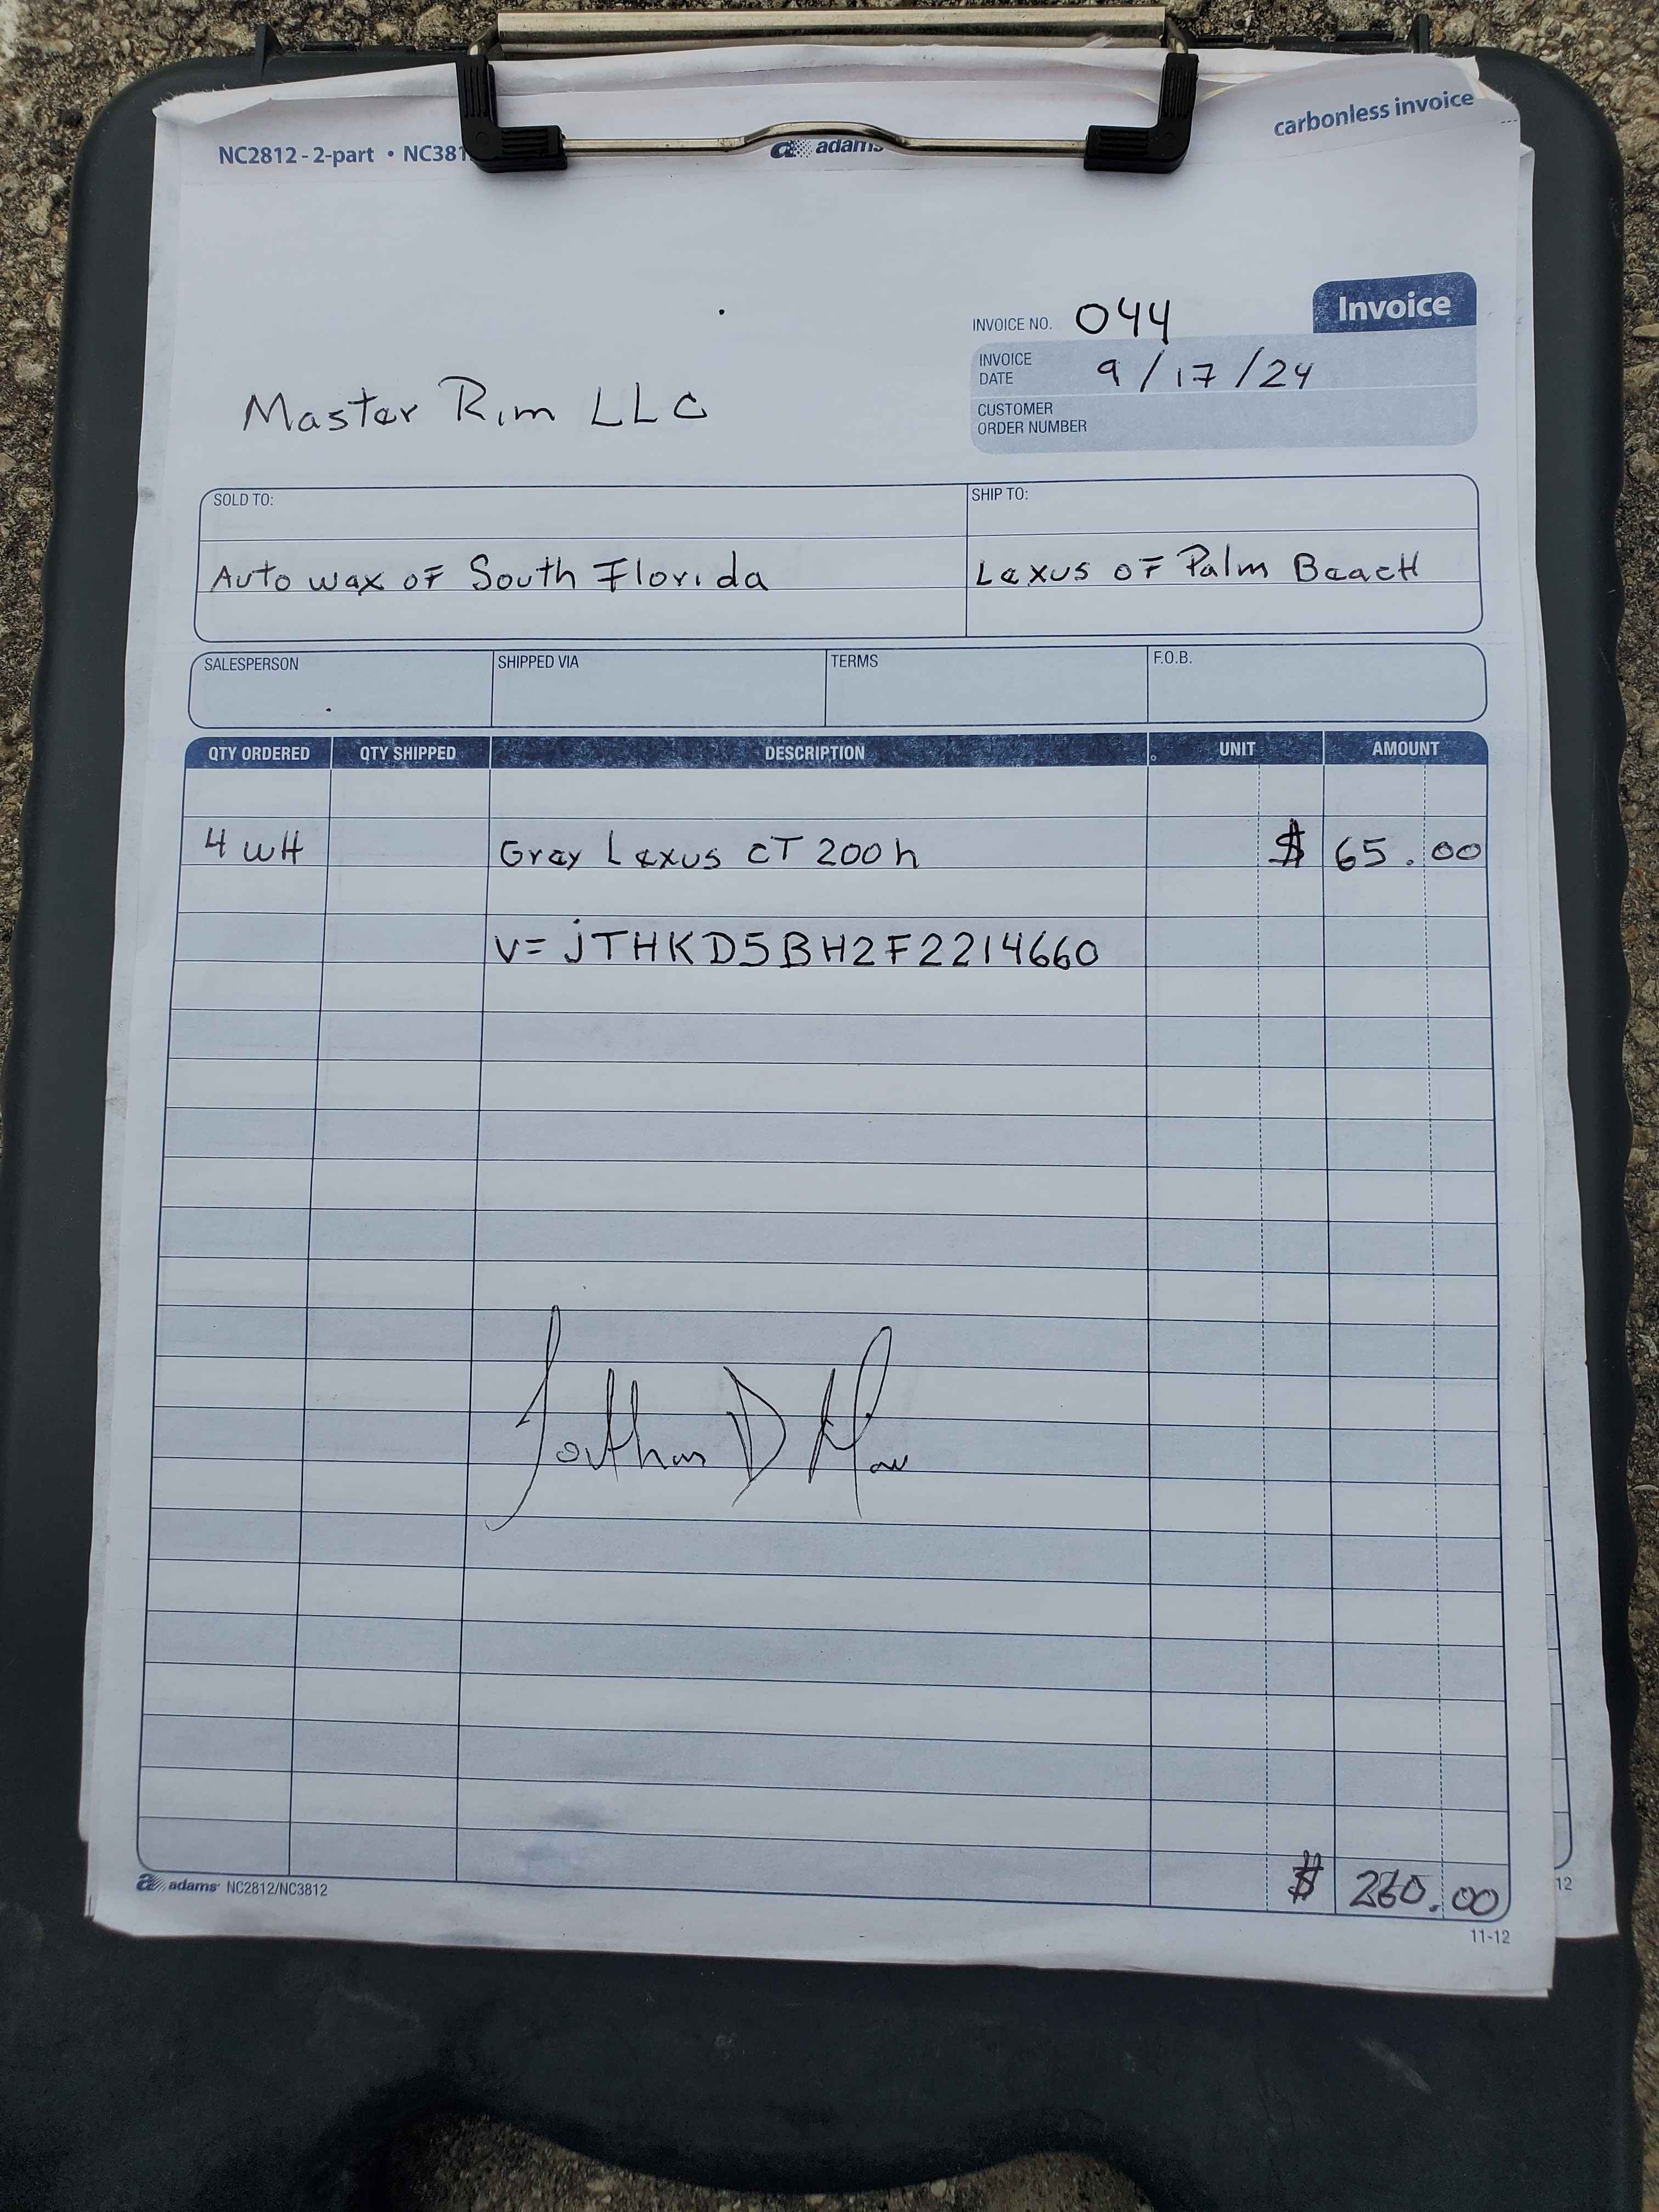 carbonless invoice
NC2812 - 2-part • NC381
adams
INVOICE NO. 044
Invoice
INVOICE DATE 9/17/24
CUSTOMER ORDER NUMBER
Master Rim LLC
SOLD TO:
SHIP TO:
Auto wax oF South Florida
Lexus oF Palm BeacH
SALESPERSON SHIPPED VIA TERMS F.O.B.
QTY ORDERED QTY SHIPPED DESCRIPTION UNIT AMOUNT
4 WH Gray Lexus CT 200h $ 65.00
V= jTHKD5BH2F2214660
$ 260.00
adams NC2812/NC3812
12
11-12